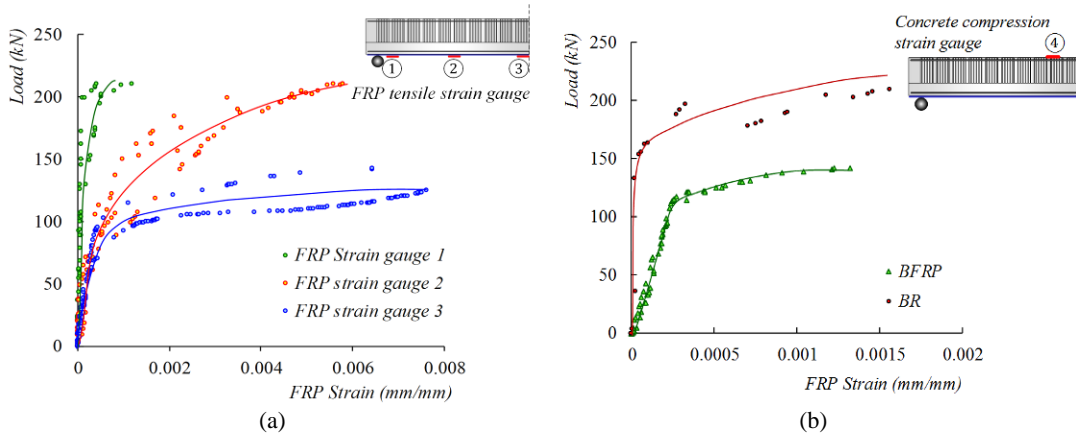 Load (kN)
250
200
150
100
50
0
0
0.002
0.004
0.006
0.008
FRP Strain (mm/mm)
1
2
3
FRP tensile strain gauge
FRP Strain gauge 1
FRP Strain gauge 2
FRP strain gauge 3
(a)
Load (kN)
250
200
150
100
50
0
0
0.0005
0.001
0.0015
0.002
FRP Strain (mm/mm)
Concrete compression
strain gauge
4
BFRP
BR
(b)